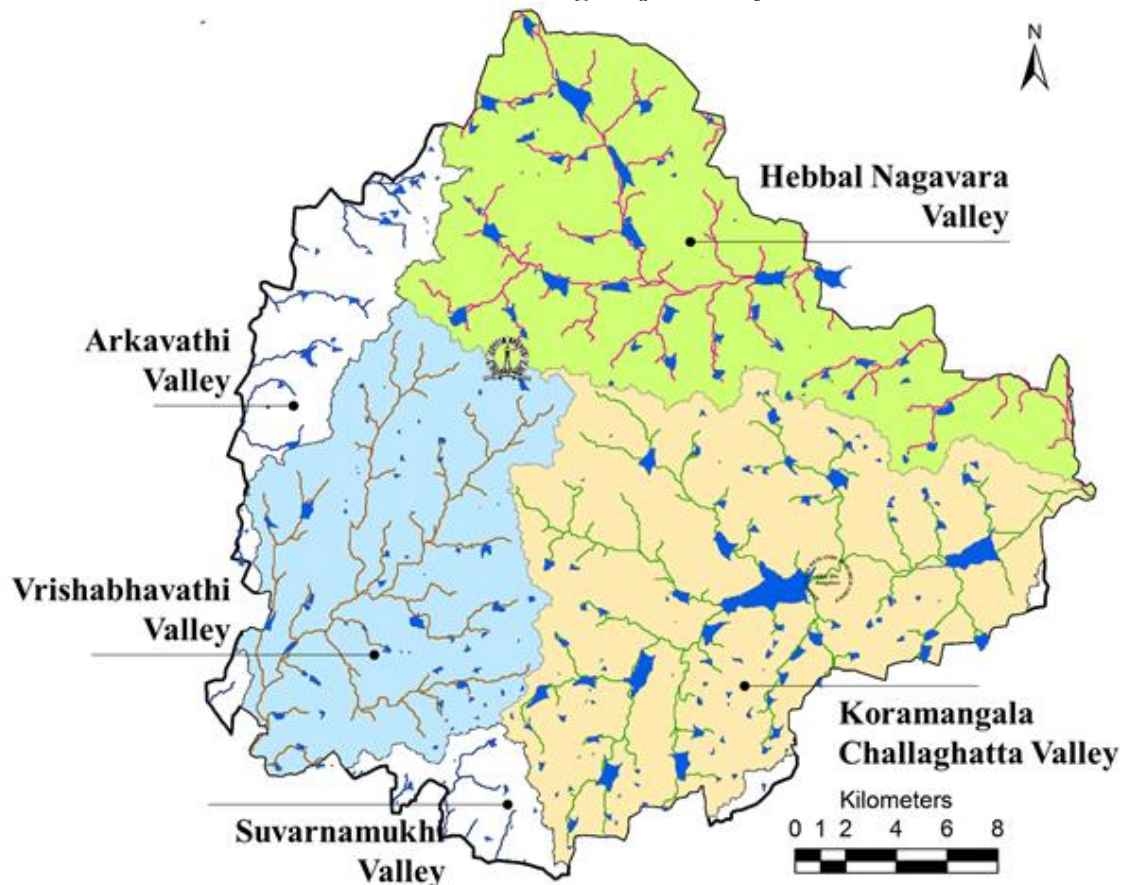 N
Hebbal Nagavara
Valley
Arkavathi
Valley
Vrishabhavathi
Valley
Koramangala
Challaghatta Valley
Suvarnamukhi
Valley
Kilometers
0 1 2 4 6 8